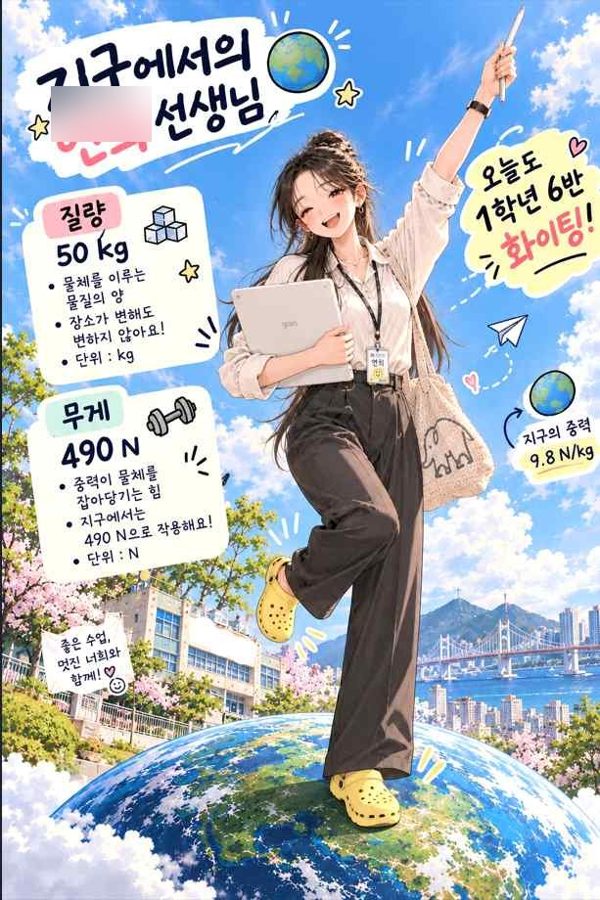 지구에서의
선생님
질량
50 kg
• 물체를 이루는
물질의 양
• 장소가 변해도
변하지 않아요!
• 단위 : kg
무게
490 N
• 중력이 물체를
잡아당기는 힘
• 지구에서는
490 N으로 작용해요!
• 단위 : N
오늘도
1학년 6반
화이팅!
지구의 중력
9.8 N/kg
좋은 수업,
멋진 너희와
함께!